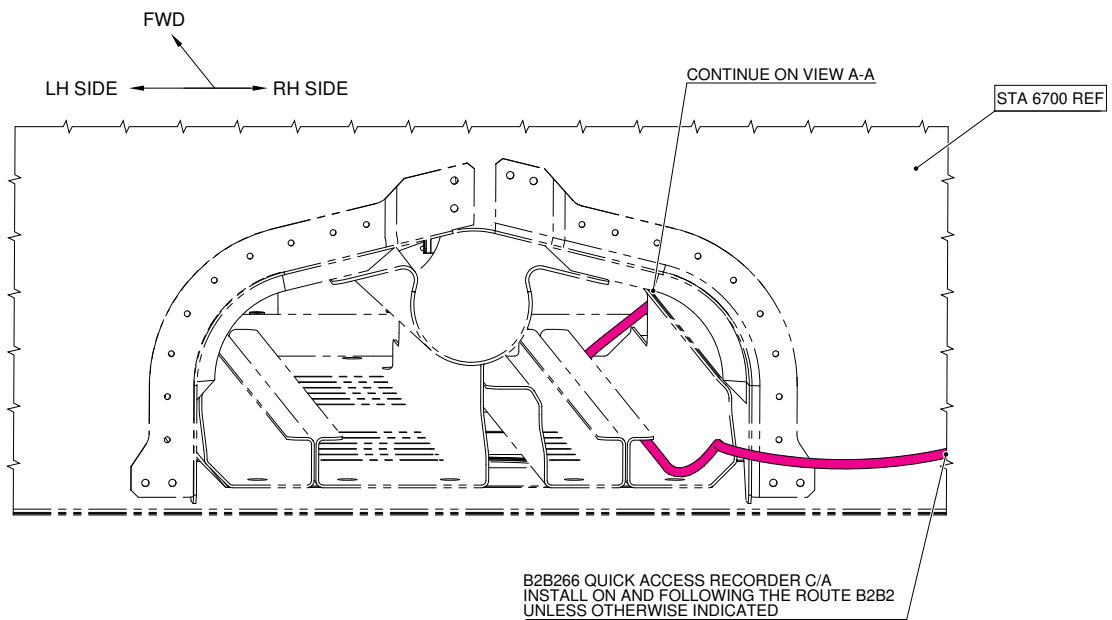 FWD
LH SIDE
RH SIDE
CONTINUE ON VIEW A-A
STA 6700 REF
B2B266 QUICK ACCESS RECORDER C/A
INSTALL ON AND FOLLOWING THE ROUTE B2B2
UNLESS OTHERWISE INDICATED